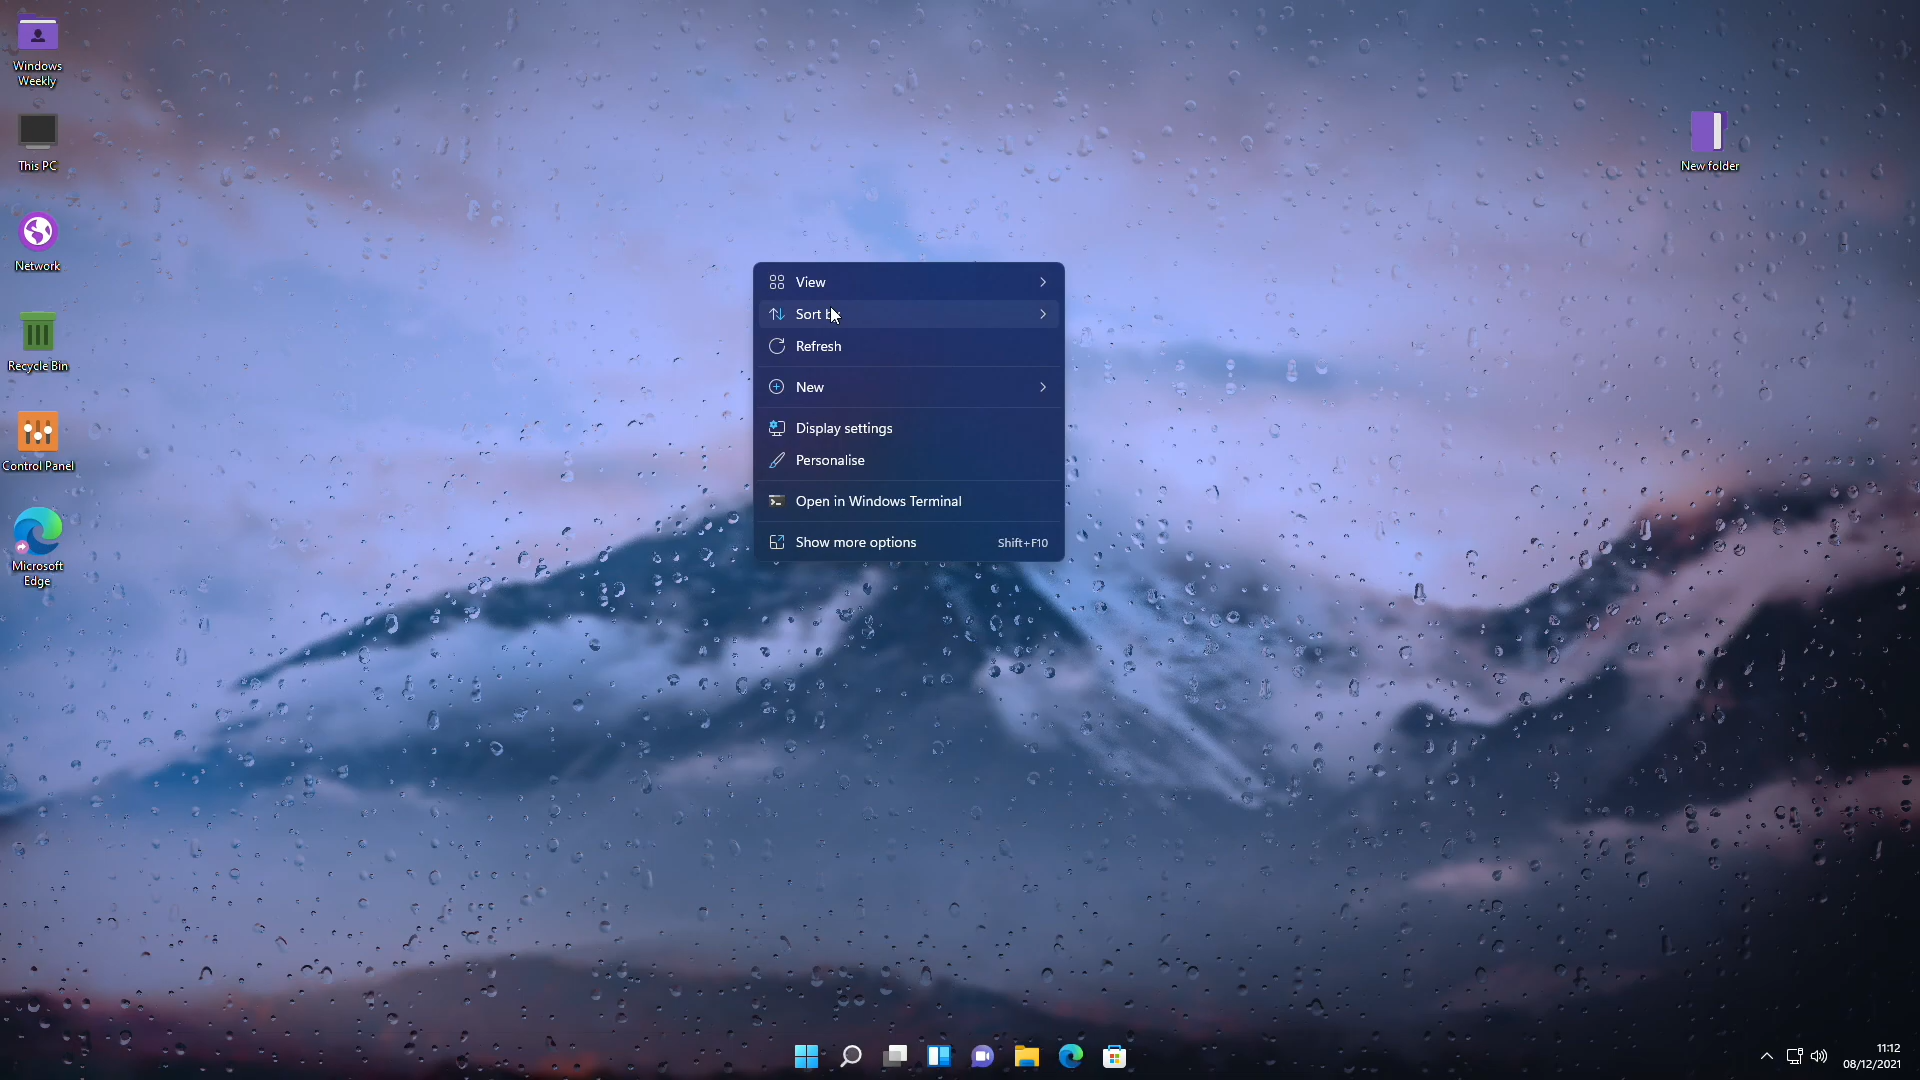 Windows
Weekly
This PC
Network
Recycle Bin
Control Panel
Microsoft
Edge
New folder
View
Sort
Refresh
New
Display settings
Personalise
Open in Windows Terminal
Show more options Shift+F10
11:12
08/12/2021